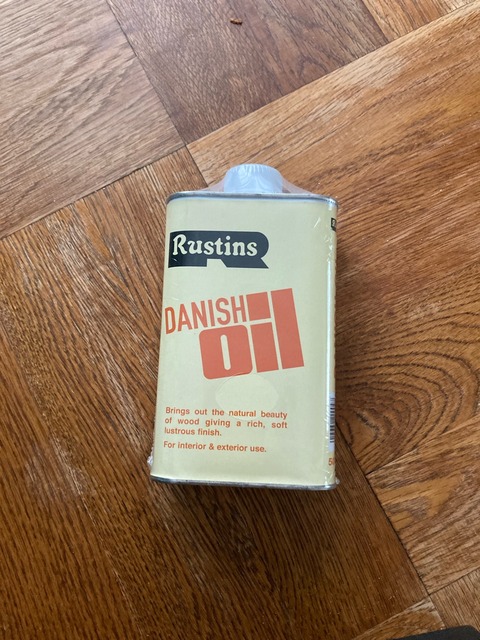 Rustins
DANISH
oil
Brings out the natural beauty
of wood giving a rich, soft
lustrous finish.
For interior & exterior use.